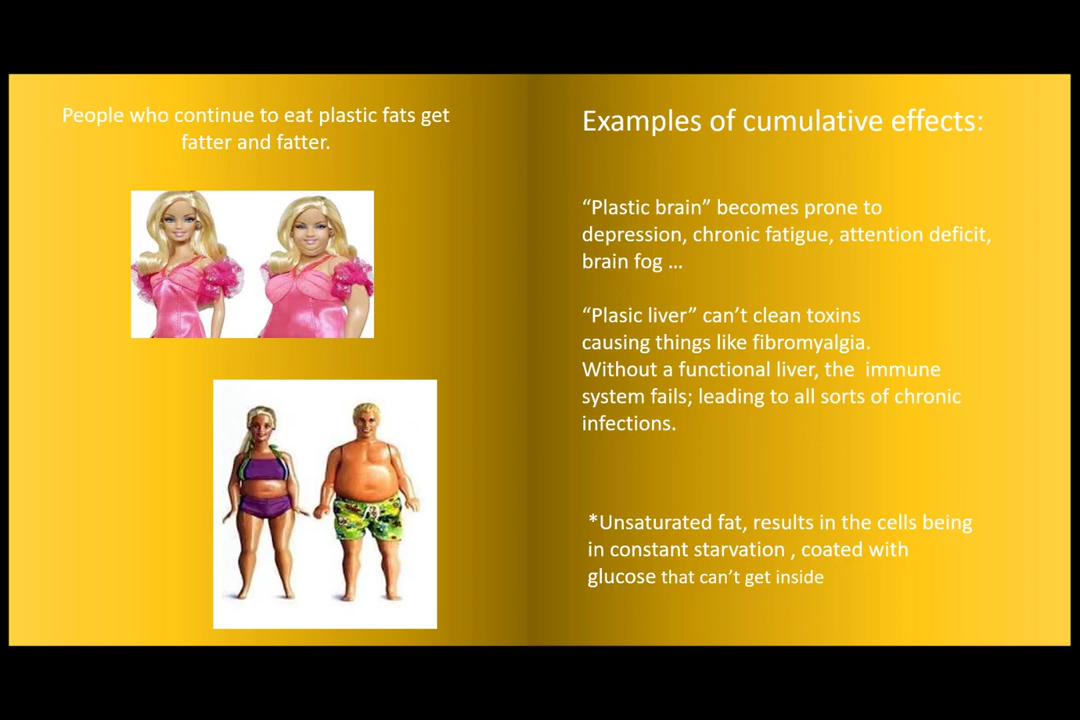 People who continue to eat plastic fats get
fatter and fatter.
Examples of cumulative effects:
“Plastic brain” becomes prone to
depression, chronic fatigue, attention deficit,
brain fog ...
“Plasic liver” can’t clean toxins
causing things like fibromyalgia.
Without a functional liver, the  immune
system fails; leading to all sorts of chronic
infections.
*Unsaturated fat, results in the cells being
in constant starvation , coated with
glucose that can’t get inside